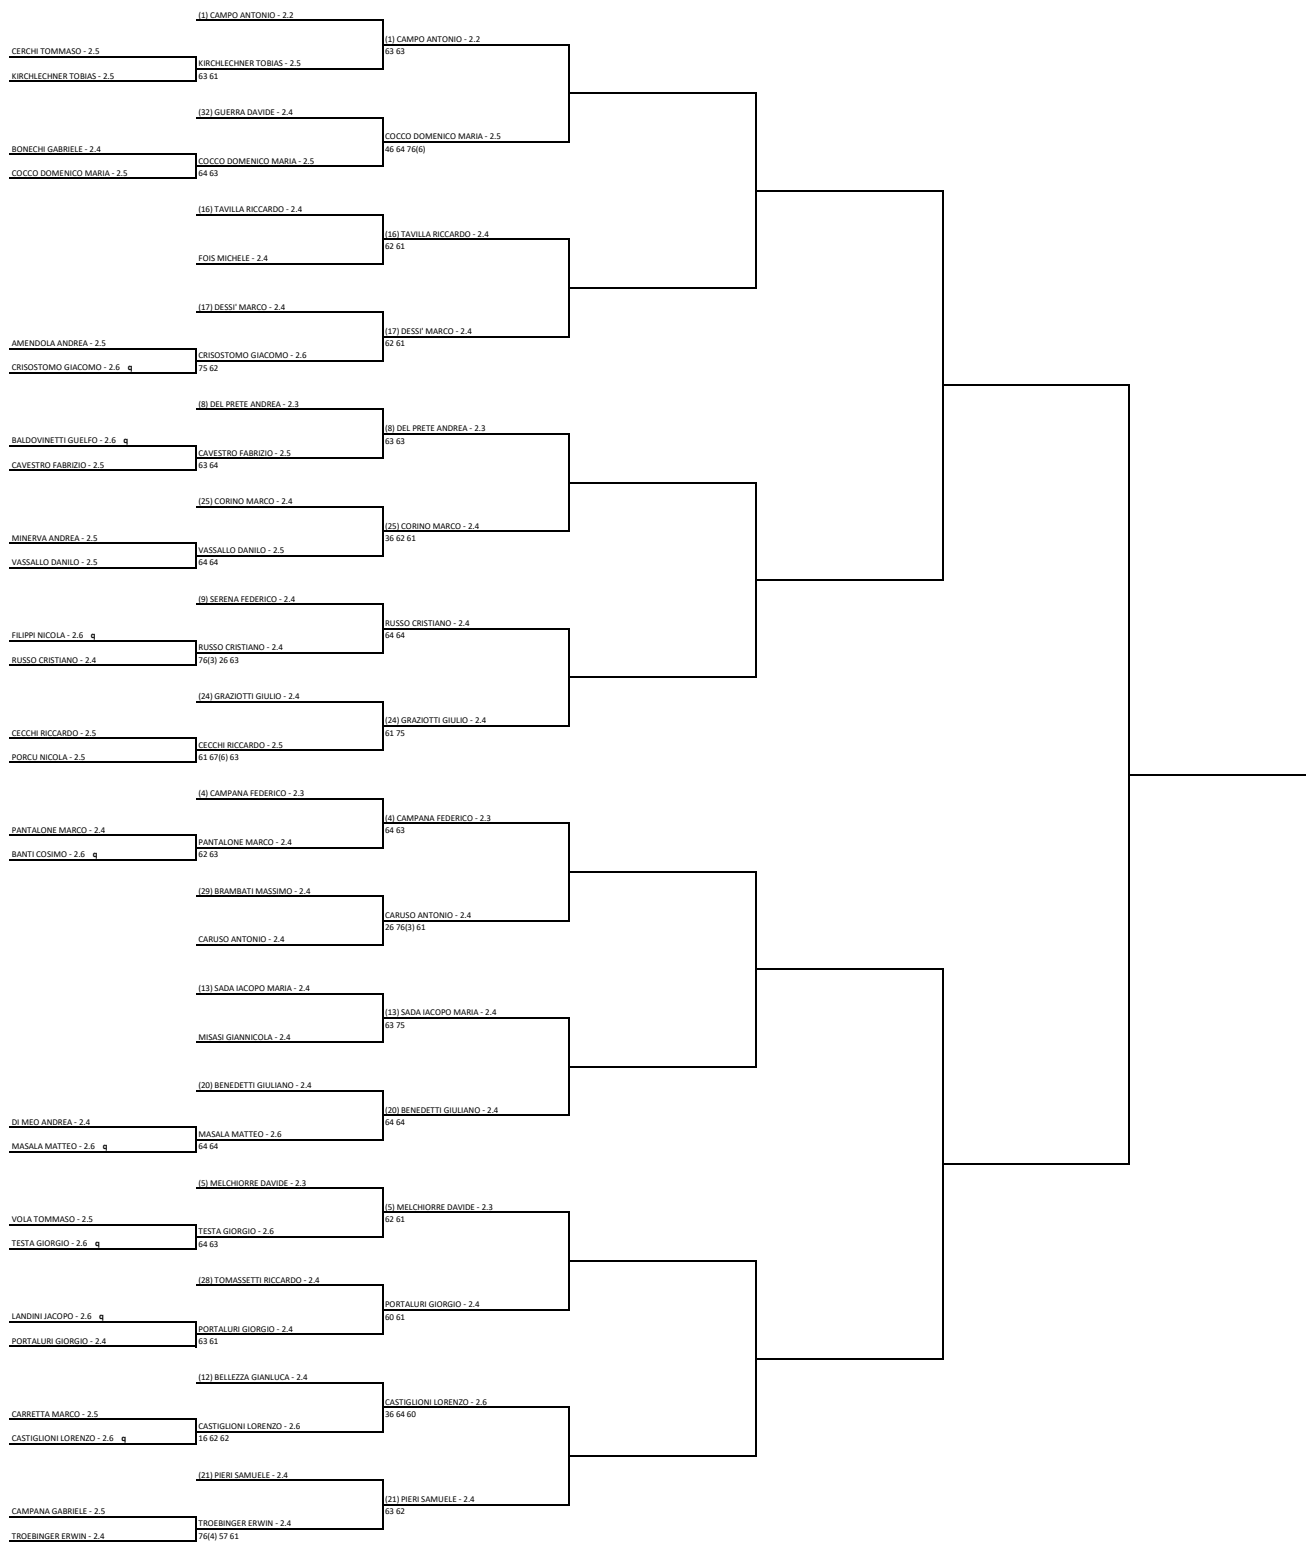 (1) CAMPO ANTONIO - 2.2
(1) CAMPO ANTONIO - 2.2
63 63
CERCHI TOMMASO - 2.5
KIRCHLECHNER TOBIAS - 2.5
KIRCHLECHNER TOBIAS - 2.5
63 61
(32) GUERRA DAVIDE - 2.4
COCCO DOMENICO MARIA - 2.5
46 64 76(6)
BONECHI GABRIELE - 2.4
COCCO DOMENICO MARIA - 2.5
COCCO DOMENICO MARIA - 2.5
64 63
(16) TAVILLA RICCARDO - 2.4
(16) TAVILLA RICCARDO - 2.4
62 61
FOIS MICHELE - 2.4
(17) DESSI' MARCO - 2.4
(17) DESSI' MARCO - 2.4
62 61
AMENDOLA ANDREA - 2.5
CRISOSTOMO GIACOMO - 2.6
CRISOSTOMO GIACOMO - 2.6 q
75 62
(8) DEL PRETE ANDREA - 2.3
(8) DEL PRETE ANDREA - 2.3
63 63
BALDOVINETTI GUELFO - 2.6 q
CAVESTRO FABRIZIO - 2.5
CAVESTRO FABRIZIO - 2.5
63 64
(25) CORINO MARCO - 2.4
(25) CORINO MARCO - 2.4
36 62 61
MINERVA ANDREA - 2.5
VASSALLO DANILO - 2.5
VASSALLO DANILO - 2.5
64 64
(9) SERENA FEDERICO - 2.4
RUSSO CRISTIANO - 2.4
64 64
FILIPPI NICOLA - 2.6 q
RUSSO CRISTIANO - 2.4
RUSSO CRISTIANO - 2.4
76(3) 26 63
(24) GRAZIOTTI GIULIO - 2.4
(24) GRAZIOTTI GIULIO - 2.4
61 75
CECCHI RICCARDO - 2.5
CECCHI RICCARDO - 2.5
PORCU NICOLA - 2.5
61 67(6) 63
(4) CAMPANA FEDERICO - 2.3
(4) CAMPANA FEDERICO - 2.3
64 63
PANTALONE MARCO - 2.4
PANTALONE MARCO - 2.4
BANTI COSIMO - 2.6 q
62 63
(29) BRAMBATI MASSIMO - 2.4
CARUSO ANTONIO - 2.4
26 76(3) 61
CARUSO ANTONIO - 2.4
(13) SADA IACOPO MARIA - 2.4
(13) SADA IACOPO MARIA - 2.4
63 75
MISASI GIANNICOLA - 2.4
(20) BENEDETTI GIULIANO - 2.4
(20) BENEDETTI GIULIANO - 2.4
64 64
DI MEO ANDREA - 2.4
MASALA MATTEO - 2.6
MASALA MATTEO - 2.6 q
64 64
(5) MELCHIORRE DAVIDE - 2.3
(5) MELCHIORRE DAVIDE - 2.3
62 61
VOLA TOMMASO - 2.5
TESTA GIORGIO - 2.6
TESTA GIORGIO - 2.6 q
64 63
(28) TOMASSETTI RICCARDO - 2.4
PORTALURI GIORGIO - 2.4
60 61
LANDINI JACOPO - 2.6 q
PORTALURI GIORGIO - 2.4
PORTALURI GIORGIO - 2.4
63 61
(12) BELLEZZA GIANLUCA - 2.4
CASTIGLIONI LORENZO - 2.6
36 64 60
CARRETTA MARCO - 2.5
CASTIGLIONI LORENZO - 2.6
CASTIGLIONI LORENZO - 2.6 q
16 62 62
(21) PIERI SAMUELE - 2.4
(21) PIERI SAMUELE - 2.4
63 62
CAMPANA GABRIELE - 2.5
TROEBINGER ERWIN - 2.4
TROEBINGER ERWIN - 2.4
76(4) 57 61